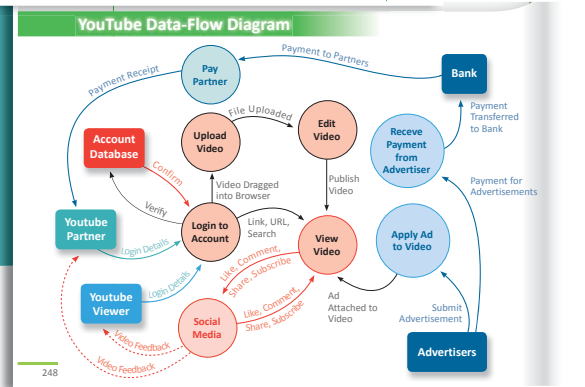 YouTube Data-Flow Diagram
Payment to Partners
Payment Receipt
Pay
Partner
Bank
File Uploaded
Payment
Transferred
to Bank
Upload
Video
Edit
Video
Receve
Payment
from
Advertiser
Account
Database
Confirm
Video Dragged
into Browser
Publish
Video
Payment for
Advertisements
Verify
Youtube
Partner
Login to
Account
Link, URL,
Search
View
Video
Apply Ad
to Video
Login Details
Like, Comment,
Share, Subscribe
Youtube
Viewer
Login Details
Like, Comment,
Share, Subscribe
Ad
Attached to
Video
Submit
Advertisement
Social
Media
Video Feedback
Video Feedback
Advertisers
248